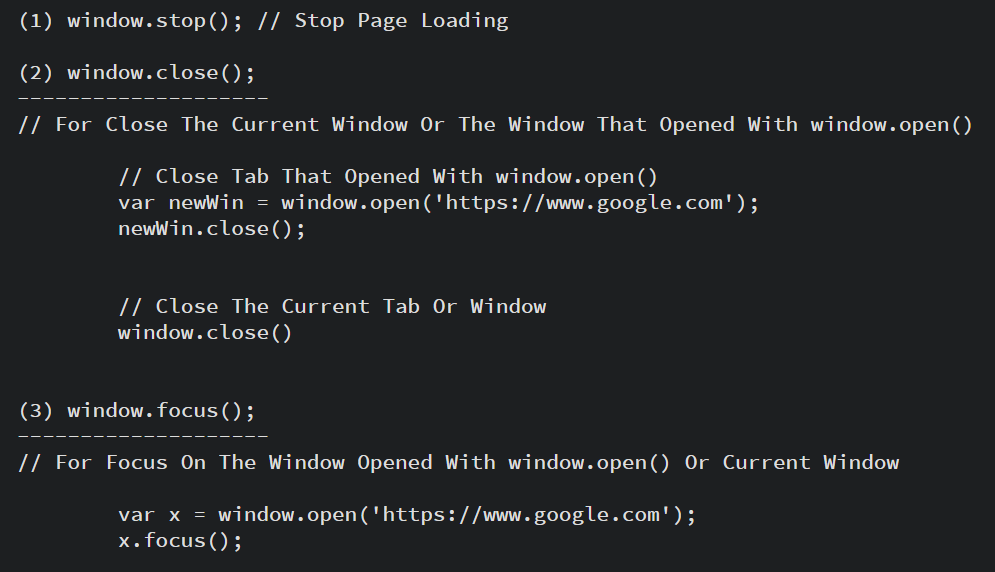 (1) window.stop(); // Stop Page Loading
(2) window.close();
--------------------
// For Close The Current Window Or The Window That Opened With window.open()
// Close Tab That Opened With window.open()
var newWin = window.open('https://www.google.com');
newWin.close();
// Close The Current Tab Or Window
window.close()
(3) window.focus();
--------------------
// For Focus On The Window Opened With window.open() Or Current Window
var x = window.open('https://www.google.com');
x.focus();